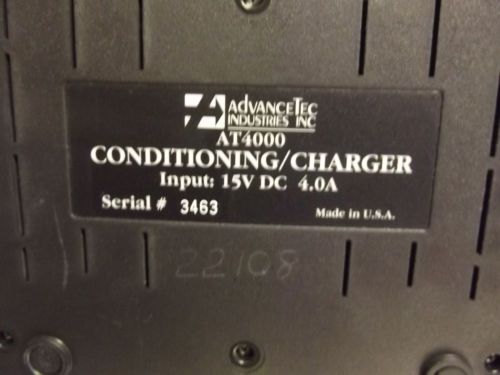 ADVANCETEC
INDUSTRIES INC
AT4000
CONDITIONING/CHARGER
Input: 15V DC 4.0A
Serial # 3463
Made in U.S.A.
22108